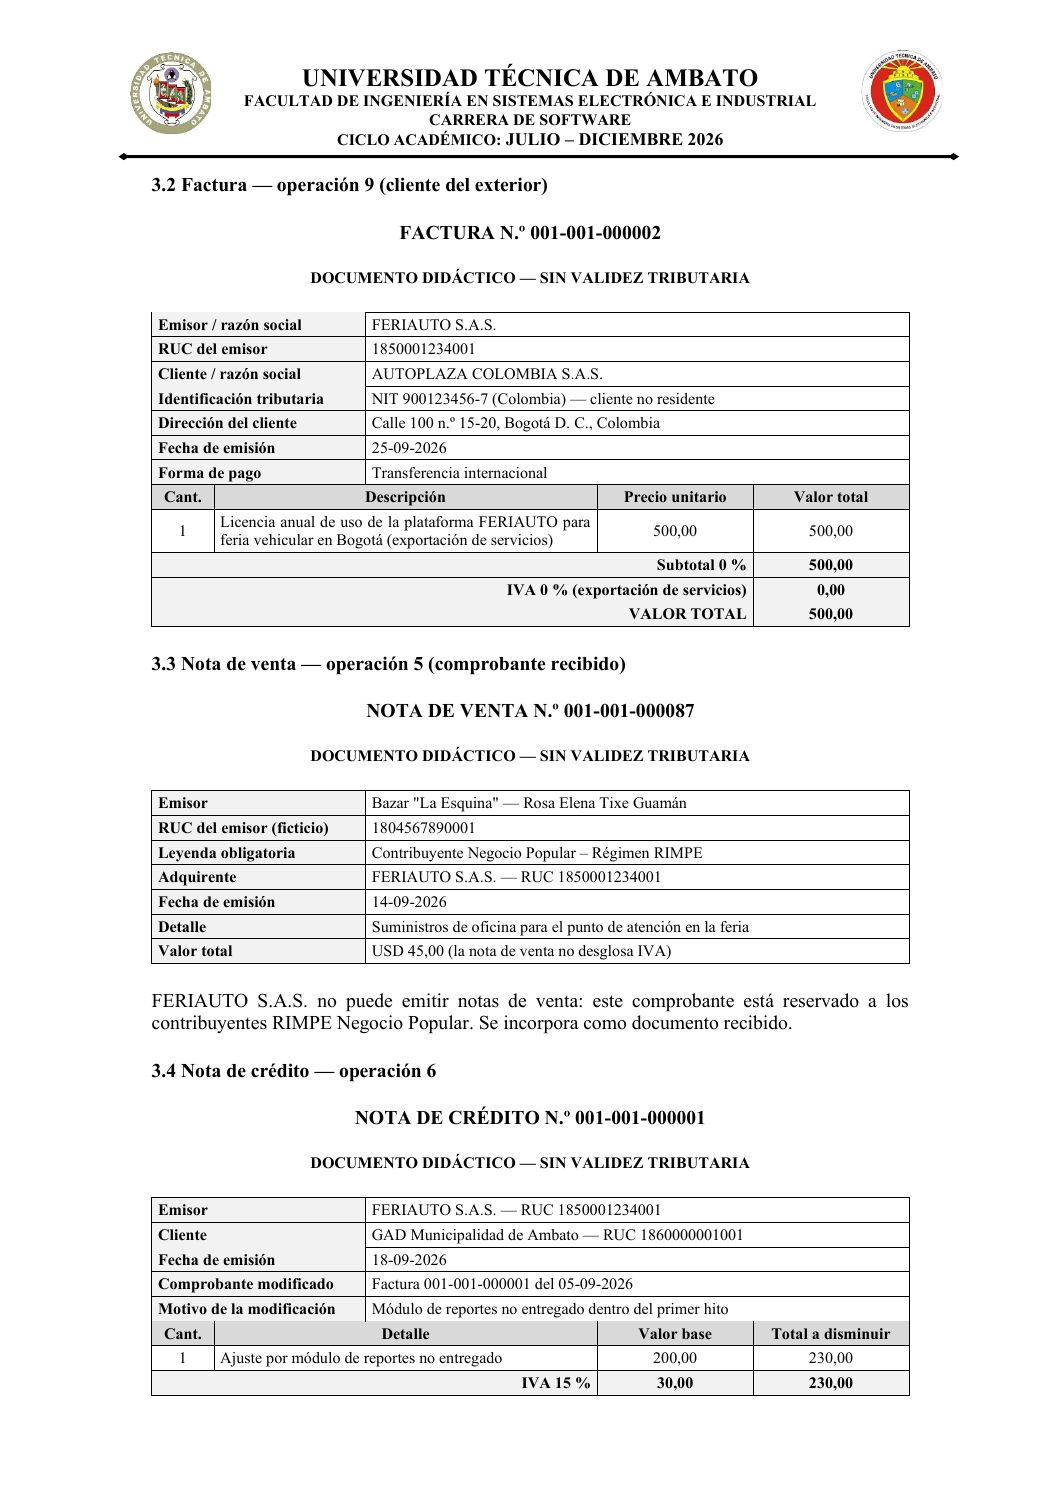 UNIVERSIDAD TÉCNICA DE AMBATO
FACULTAD DE INGENIERÍA EN SISTEMAS ELECTRÓNICA E INDUSTRIAL
CARRERA DE SOFTWARE
CICLO ACADÉMICO: JULIO – DICIEMBRE 2026
3.2 Factura — operación 9 (cliente del exterior)
FACTURA N.º 001-001-000002
DOCUMENTO DIDÁCTICO — SIN VALIDEZ TRIBUTARIA
Emisor / razón social FERIAUTO S.A.S.
RUC del emisor 1850001234001
Cliente / razón social AUTOPLAZA COLOMBIA S.A.S.
Identificación tributaria NIT 900123456-7 (Colombia) — cliente no residente
Dirección del cliente Calle 100 n.º 15-20, Bogotá D. C., Colombia
Fecha de emisión 25-09-2026
Forma de pago Transferencia internacional
Cant. Descripción Precio unitario Valor total
1 Licencia anual de uso de la plataforma FERIAUTO para feria vehicular en Bogotá (exportación de servicios) 500,00 500,00
Subtotal 0 % 500,00
IVA 0 % (exportación de servicios) 0,00
VALOR TOTAL 500,00
3.3 Nota de venta — operación 5 (comprobante recibido)
NOTA DE VENTA N.º 001-001-000087
DOCUMENTO DIDÁCTICO — SIN VALIDEZ TRIBUTARIA
Emisor Bazar "La Esquina" — Rosa Elena Tixe Guamán
RUC del emisor (ficticio) 1804567890001
Leyenda obligatoria Contribuyente Negocio Popular – Régimen RIMPE
Adquirente FERIAUTO S.A.S. — RUC 1850001234001
Fecha de emisión 14-09-2026
Detalle Suministros de oficina para el punto de atención en la feria
Valor total USD 45,00 (la nota de venta no desglosa IVA)
FERIAUTO S.A.S. no puede emitir notas de venta: este comprobante está reservado a los
contribuyentes RIMPE Negocio Popular. Se incorpora como documento recibido.
3.4 Nota de crédito — operación 6
NOTA DE CRÉDITO N.º 001-001-000001
DOCUMENTO DIDÁCTICO — SIN VALIDEZ TRIBUTARIA
Emisor FERIAUTO S.A.S. — RUC 1850001234001
Cliente GAD Municipalidad de Ambato — RUC 1860000001001
Fecha de emisión 18-09-2026
Comprobante modificado Factura 001-001-000001 del 05-09-2026
Motivo de la modificación Módulo de reportes no entregado dentro del primer hito
Cant. Detalle Valor base Total a disminuir
1 Ajuste por módulo de reportes no entregado 200,00 230,00
IVA 15 % 30,00 230,00